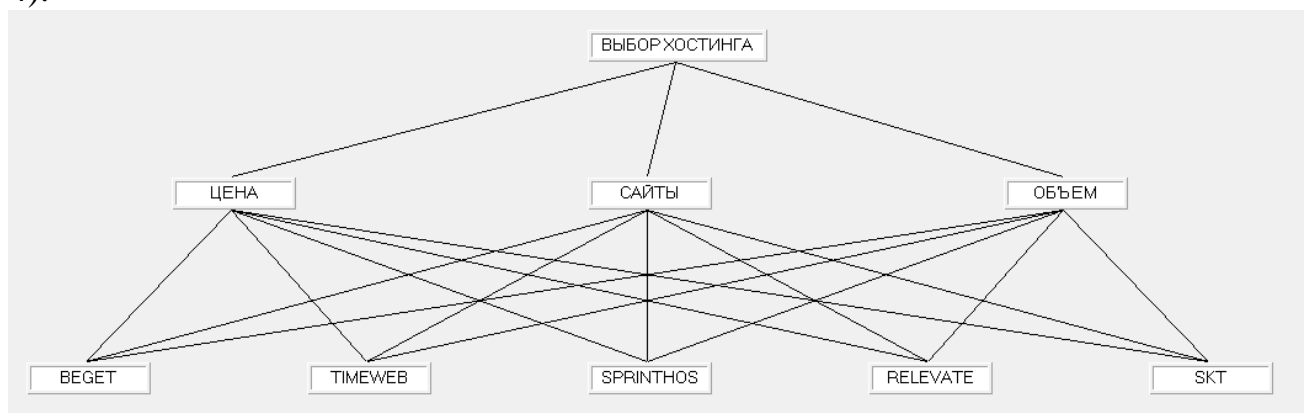 ВЫБОР ХОСТИНГА
ЦЕНА САЙТЫ ОБЪЕМ
BEGET TIMEWEB SPRINTHOS RELEVATE SKT